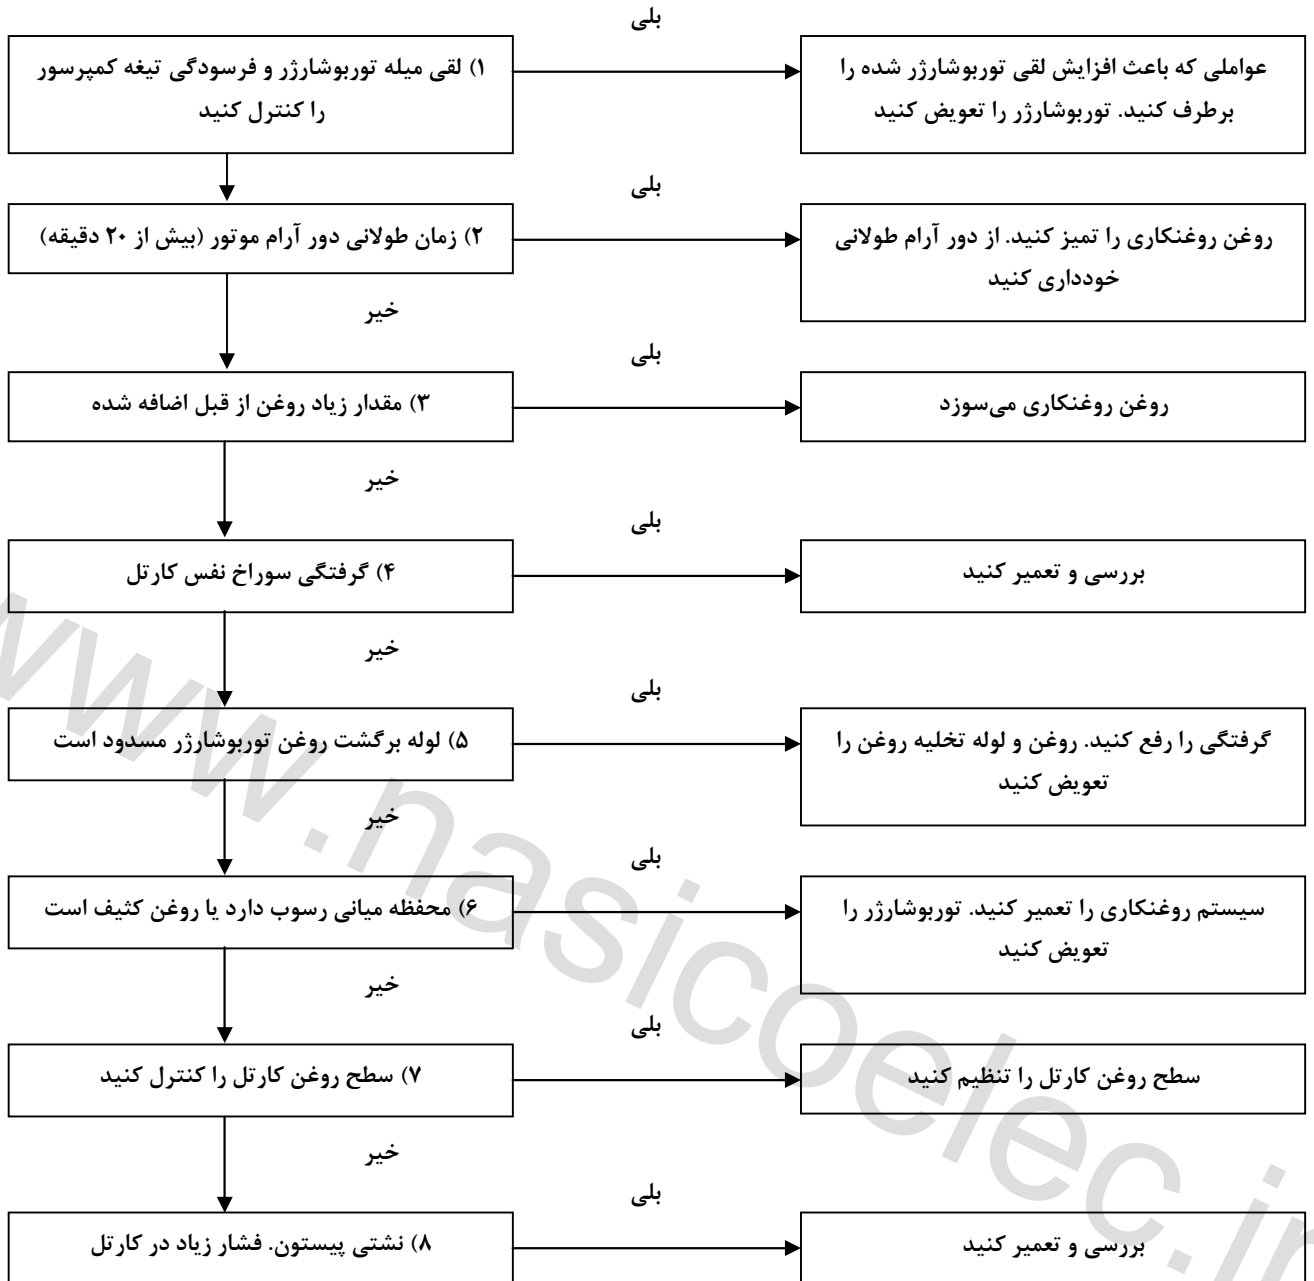 بلی
۱) لقی میله توربوشارژر و فرسودگی تیغه کمپرسور
را کنترل کنید
عواملی که باعث افزایش لقی توربوشارژر شده را
برطرف کنید. توربوشارژر را تعویض کنید
بلی
۲) زمان طولانی دور آرام موتور (بیش از ۲۰ دقیقه)
روغن روغنکاری را تمیز کنید. از دور آرام طولانی
خودداری کنید
خیر
بلی
۳) مقدار زیاد روغن از قبل اضافه شده
روغن روغنکاری می‌سوزد
خیر
بلی
۴) گرفتگی سوراخ نفس کارتل
بررسی و تعمیر کنید
خیر
بلی
۵) لوله برگشت روغن توربوشارژر مسدود است
گرفتگی را رفع کنید. روغن و لوله تخلیه روغن را
تعویض کنید
خیر
بلی
۶) محفظه میانی رسوب دارد یا روغن کثیف است
سیستم روغنکاری را تعمیر کنید. توربوشارژر را
تعویض کنید
خیر
بلی
۷) سطح روغن کارتل را کنترل کنید
سطح روغن کارتل را تنظیم کنید
خیر
بلی
۸) نشتی پیستون. فشار زیاد در کارتل
بررسی و تعمیر کنید
www.nasicoelec.ir